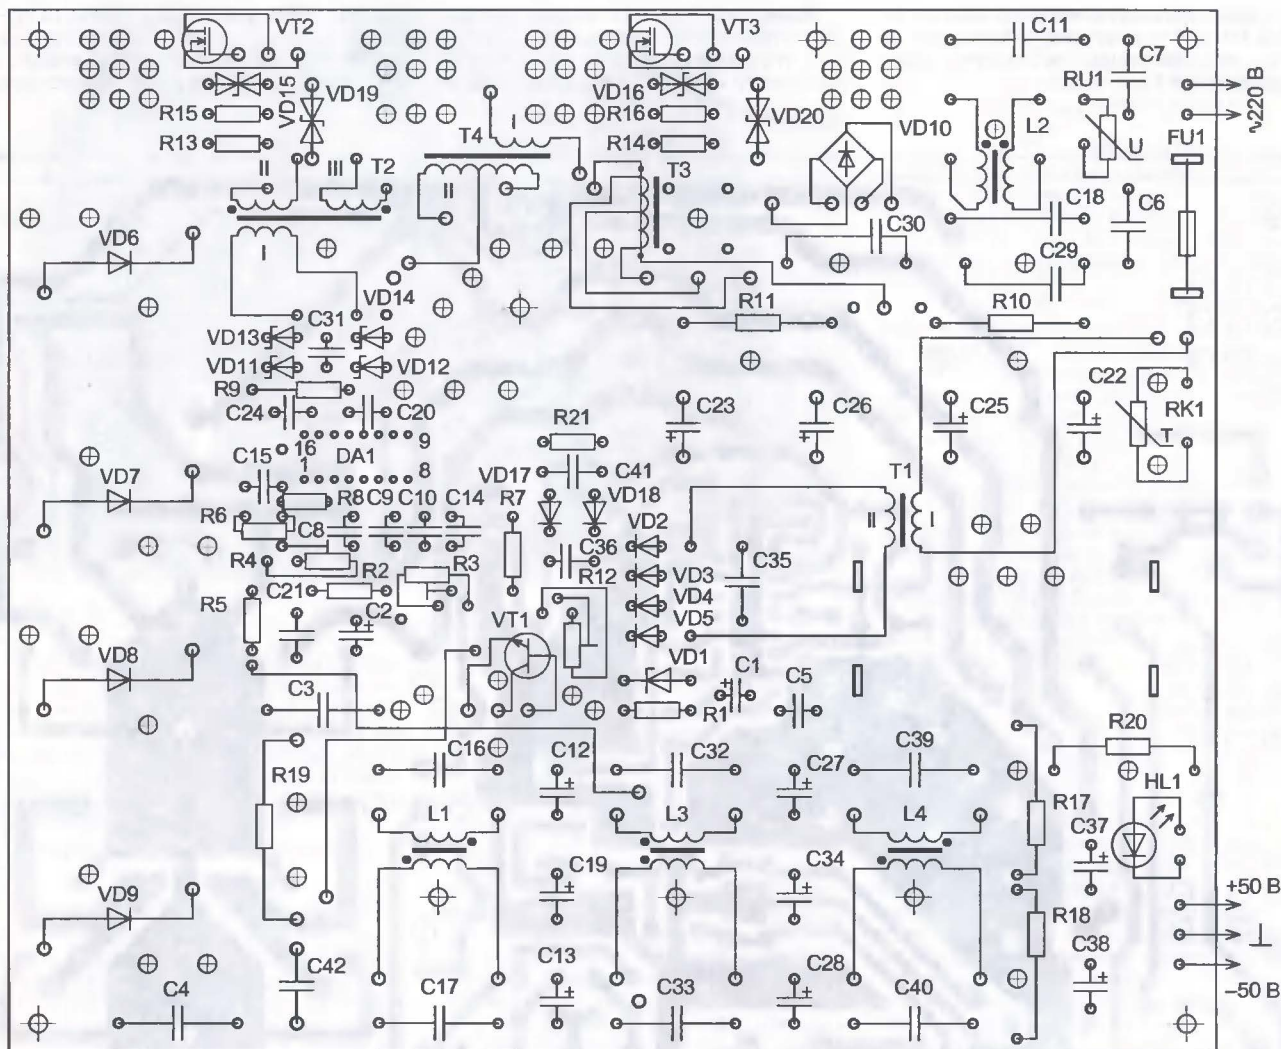 VT2
VT3
C11
C7
RU1
∿220 В
VD15
VD19
R15
R13
T4
I
VD16
R16
R14
VD20
VD10
L2
U
FU1
II
III
T2
II
T3
C18
C6
C30
C29
VD6
I
VD14
R11
R10
C31
VD13
VD11
VD12
R9
C24
C20
R21
C23
C26
C25
C22
RK1
T
16
9
C15
1
DA1
8
VD7
VD17
C41
R7
VD18
T1
II
I
R6
R8
C9
C10
C14
C8
VD2
C36
C35
R4
R2
R3
R12
VD3
VD4
VD5
C21
R5
C2
VT1
VD8
VD1
C1
C5
C3
R1
R20
C16
C12
C32
C27
C39
R19
HL1
R17
L1
L3
L4
C37
C19
C34
+50 В
VD9
R18
⊥
C42
C13
C28
C38
C4
C17
C33
C40
−50 В